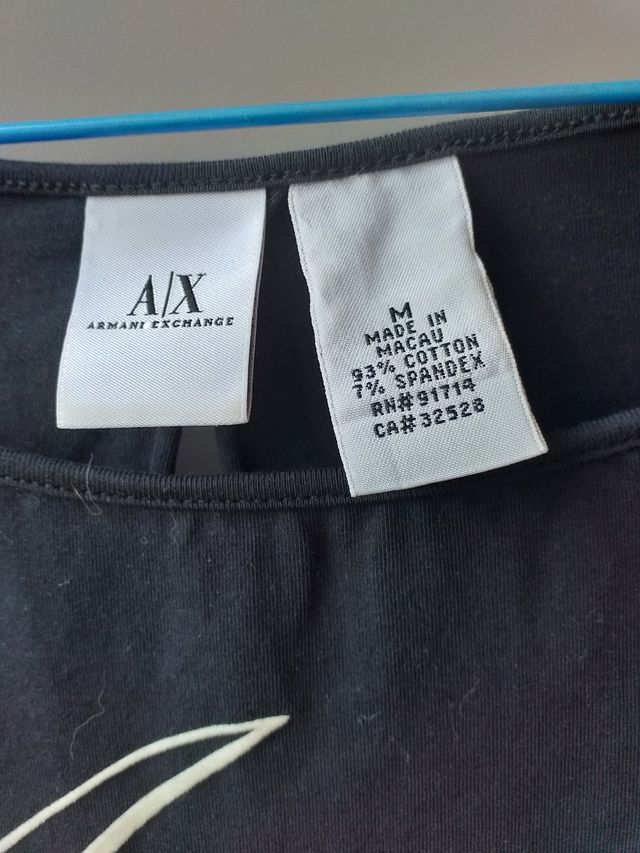 A|X
ARMANI EXCHANGE
M
MADE IN
MACAU
93% COTTON
7% SPANDEX
RN#91714
CA#32528